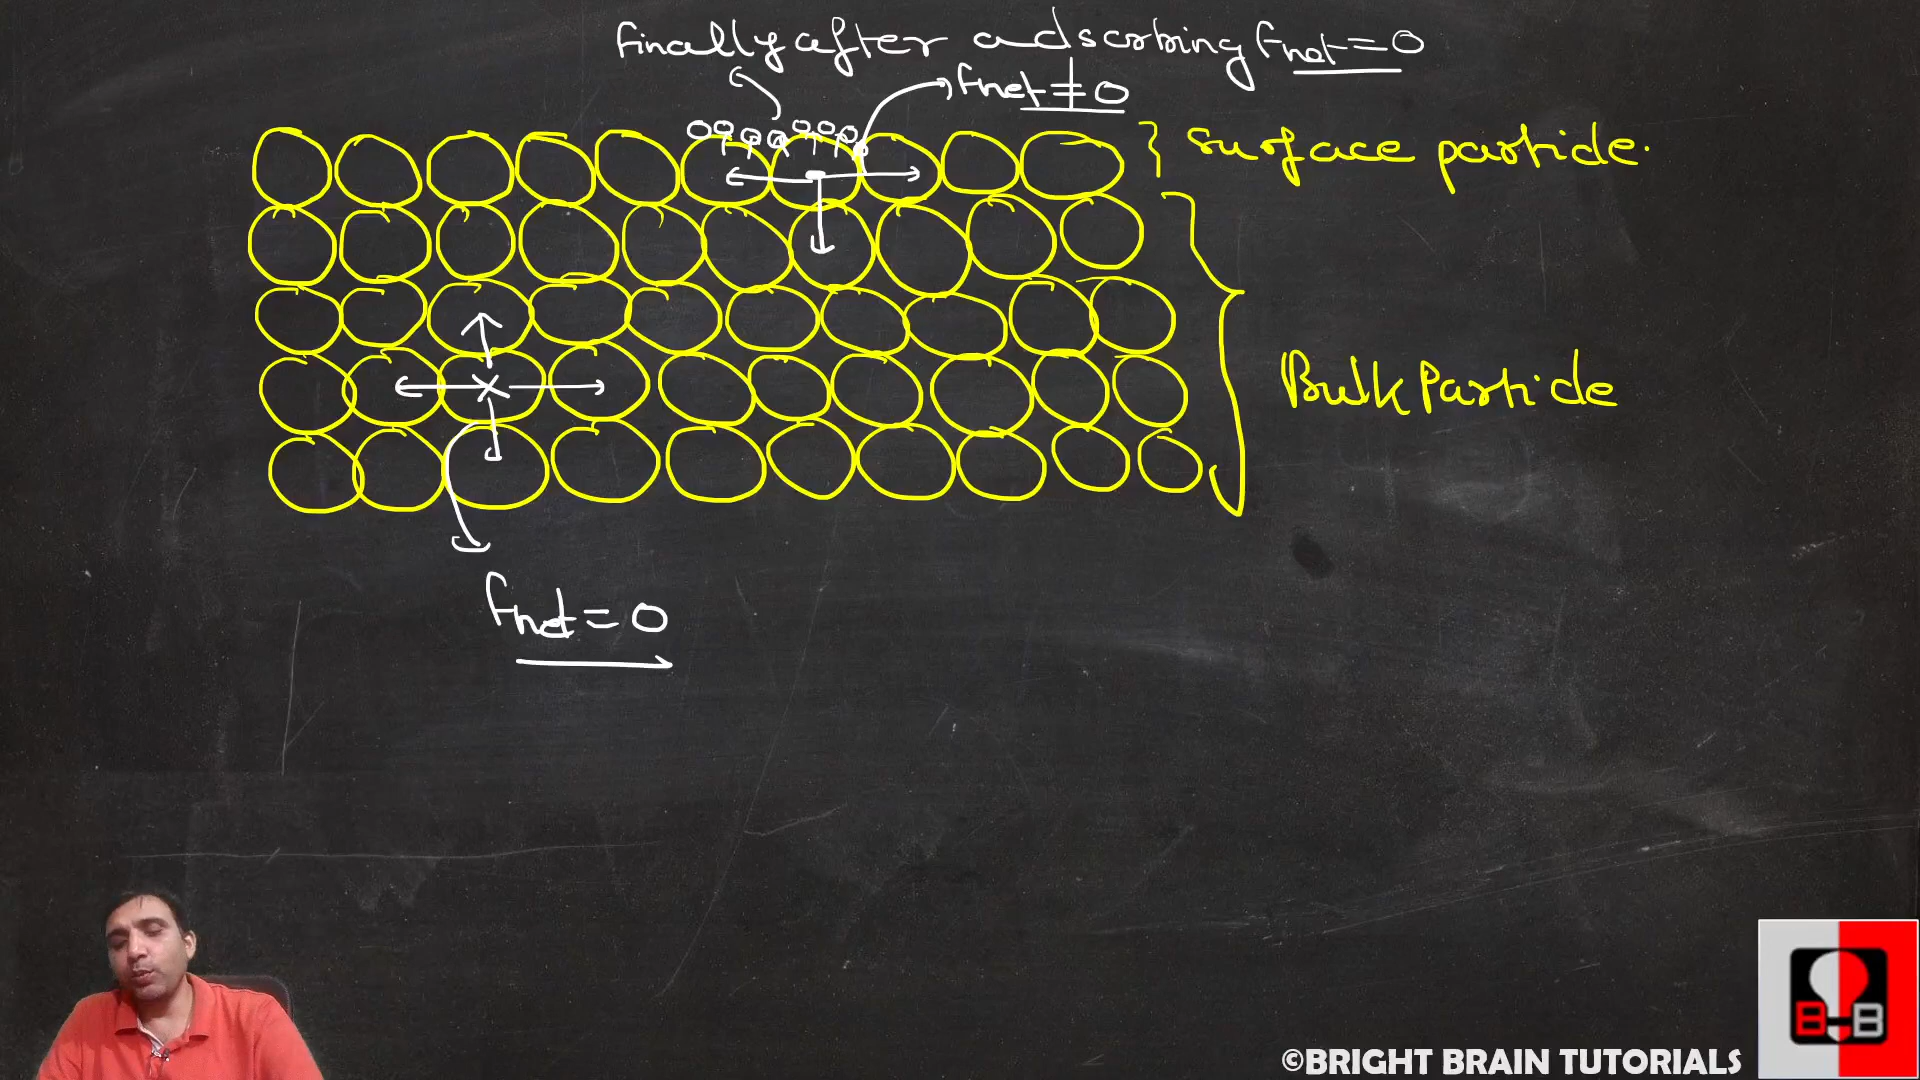 Finally after adsorbing Fnet = 0
Fnet ≠ 0
} Surface particle.
Bulk Particle
Fnet = 0
B B
©BRIGHT BRAIN TUTORIALS